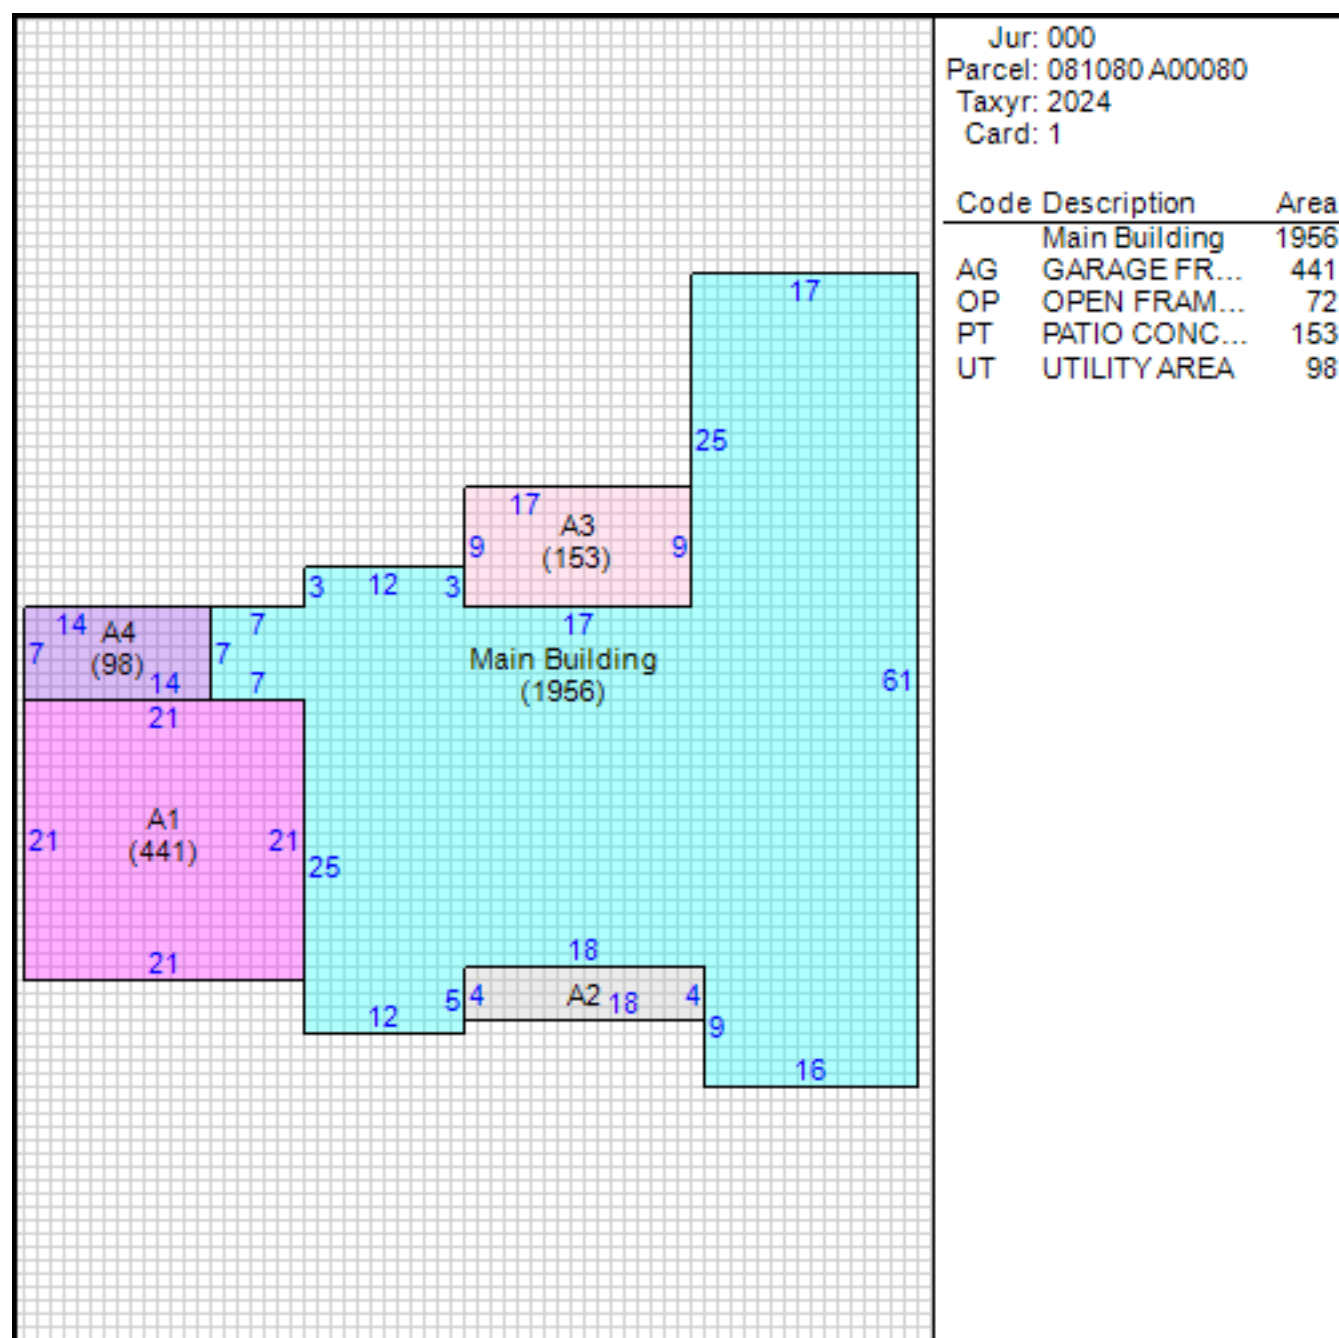 Jur: 000
Parcel: 081080 A00080
Taxyr: 2024
Card: 1
Code Description Area
Main Building 1956
AG GARAGE FR... 441
OP OPEN FRAM... 72
PT PATIO CONC... 153
UT UTILITY AREA 98
17
25
17
A3
9 (153) 9
3 12 3
17
14 A4 7
7 (98) 7
14 7
Main Building
(1956)
61
21
A1
21 (441) 21
25
21
18
5 4 A2 18 4
12
9
16